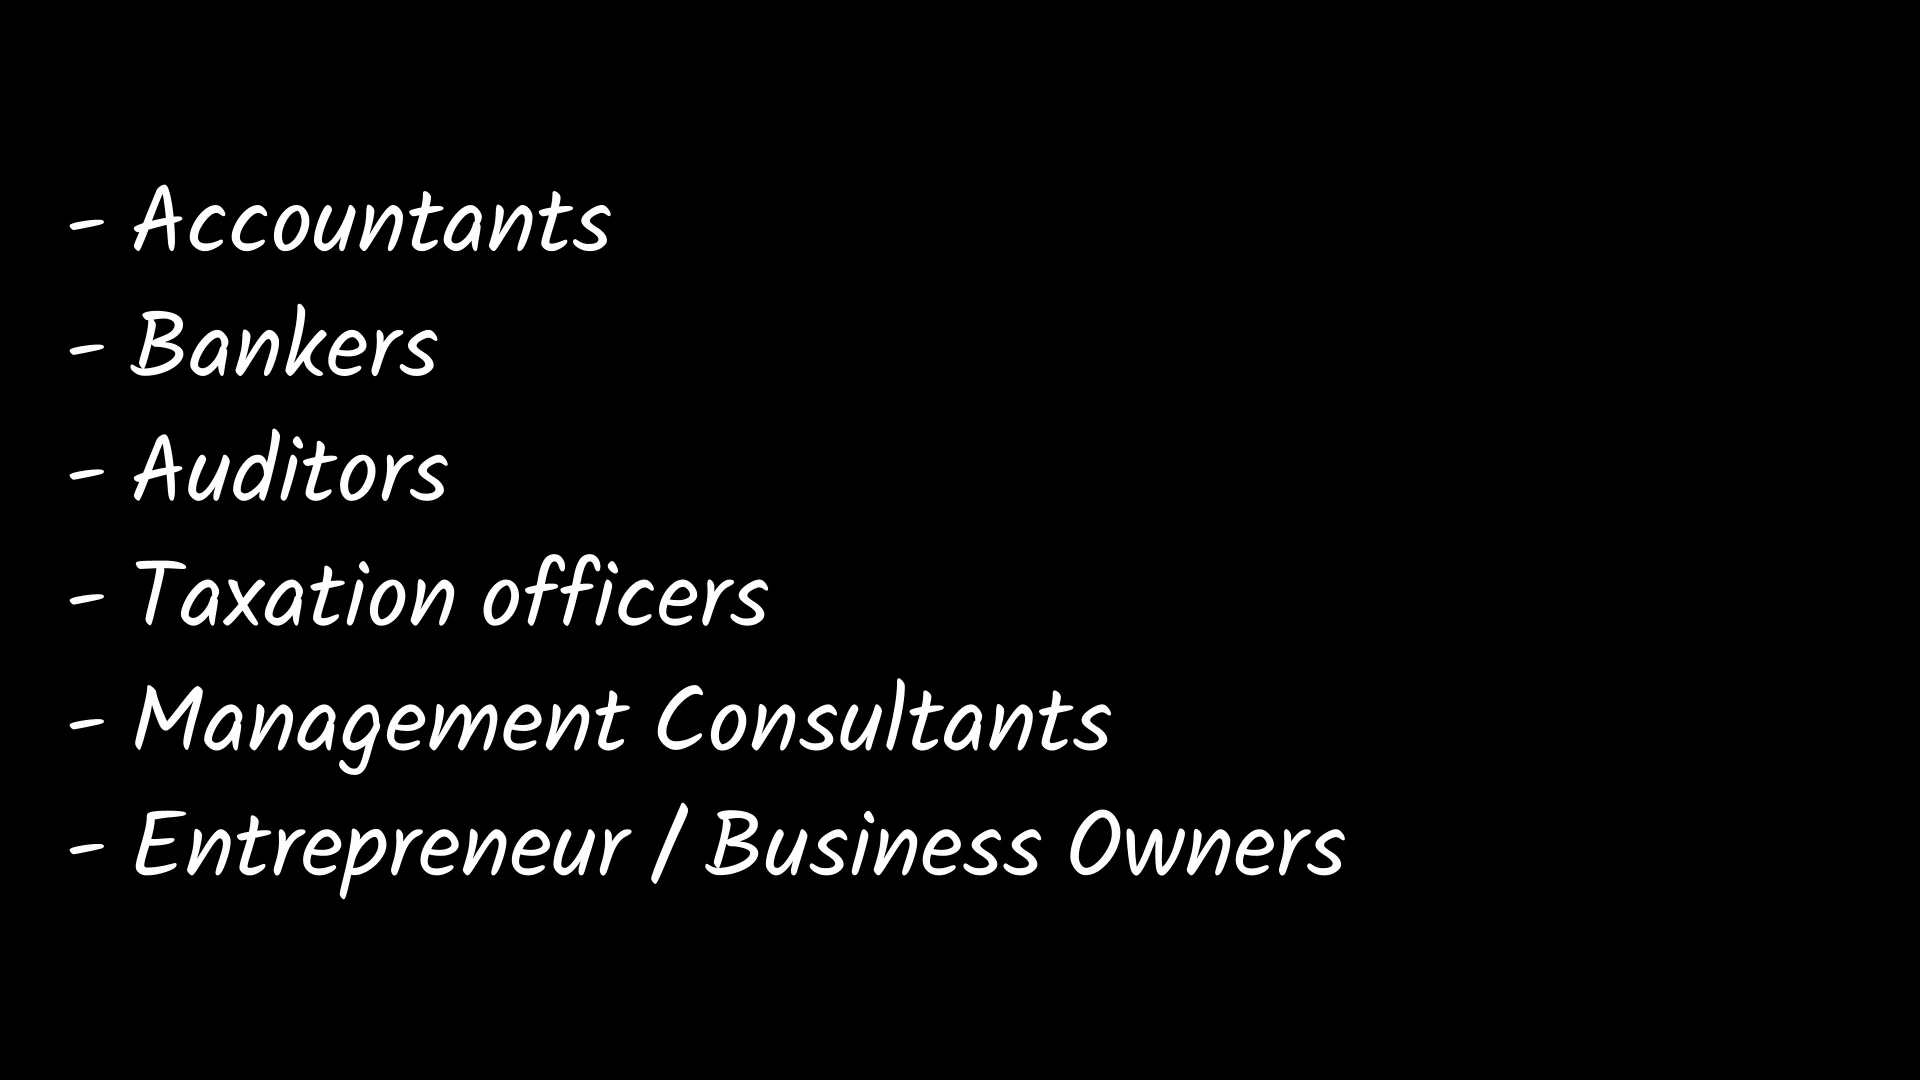 - Accountants
- Bankers
- Auditors
- Taxation officers
- Management Consultants
- Entrepreneur / Business Owners